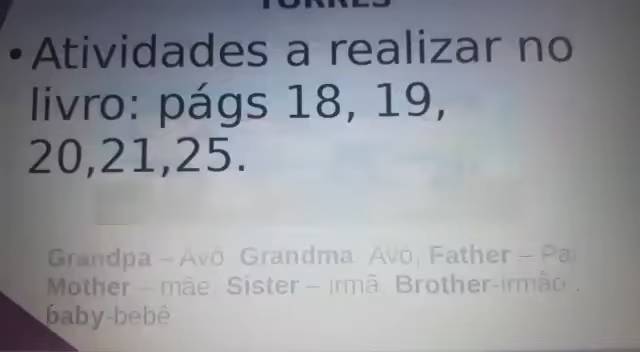 TORRES
• Atividades a realizar no
livro: págs 18, 19,
20,21,25.
Grandpa – Avô Grandma Avó, Father – Pai
Mother – mãe, Sister – irmã, Brother-irmão .
baby-bebê